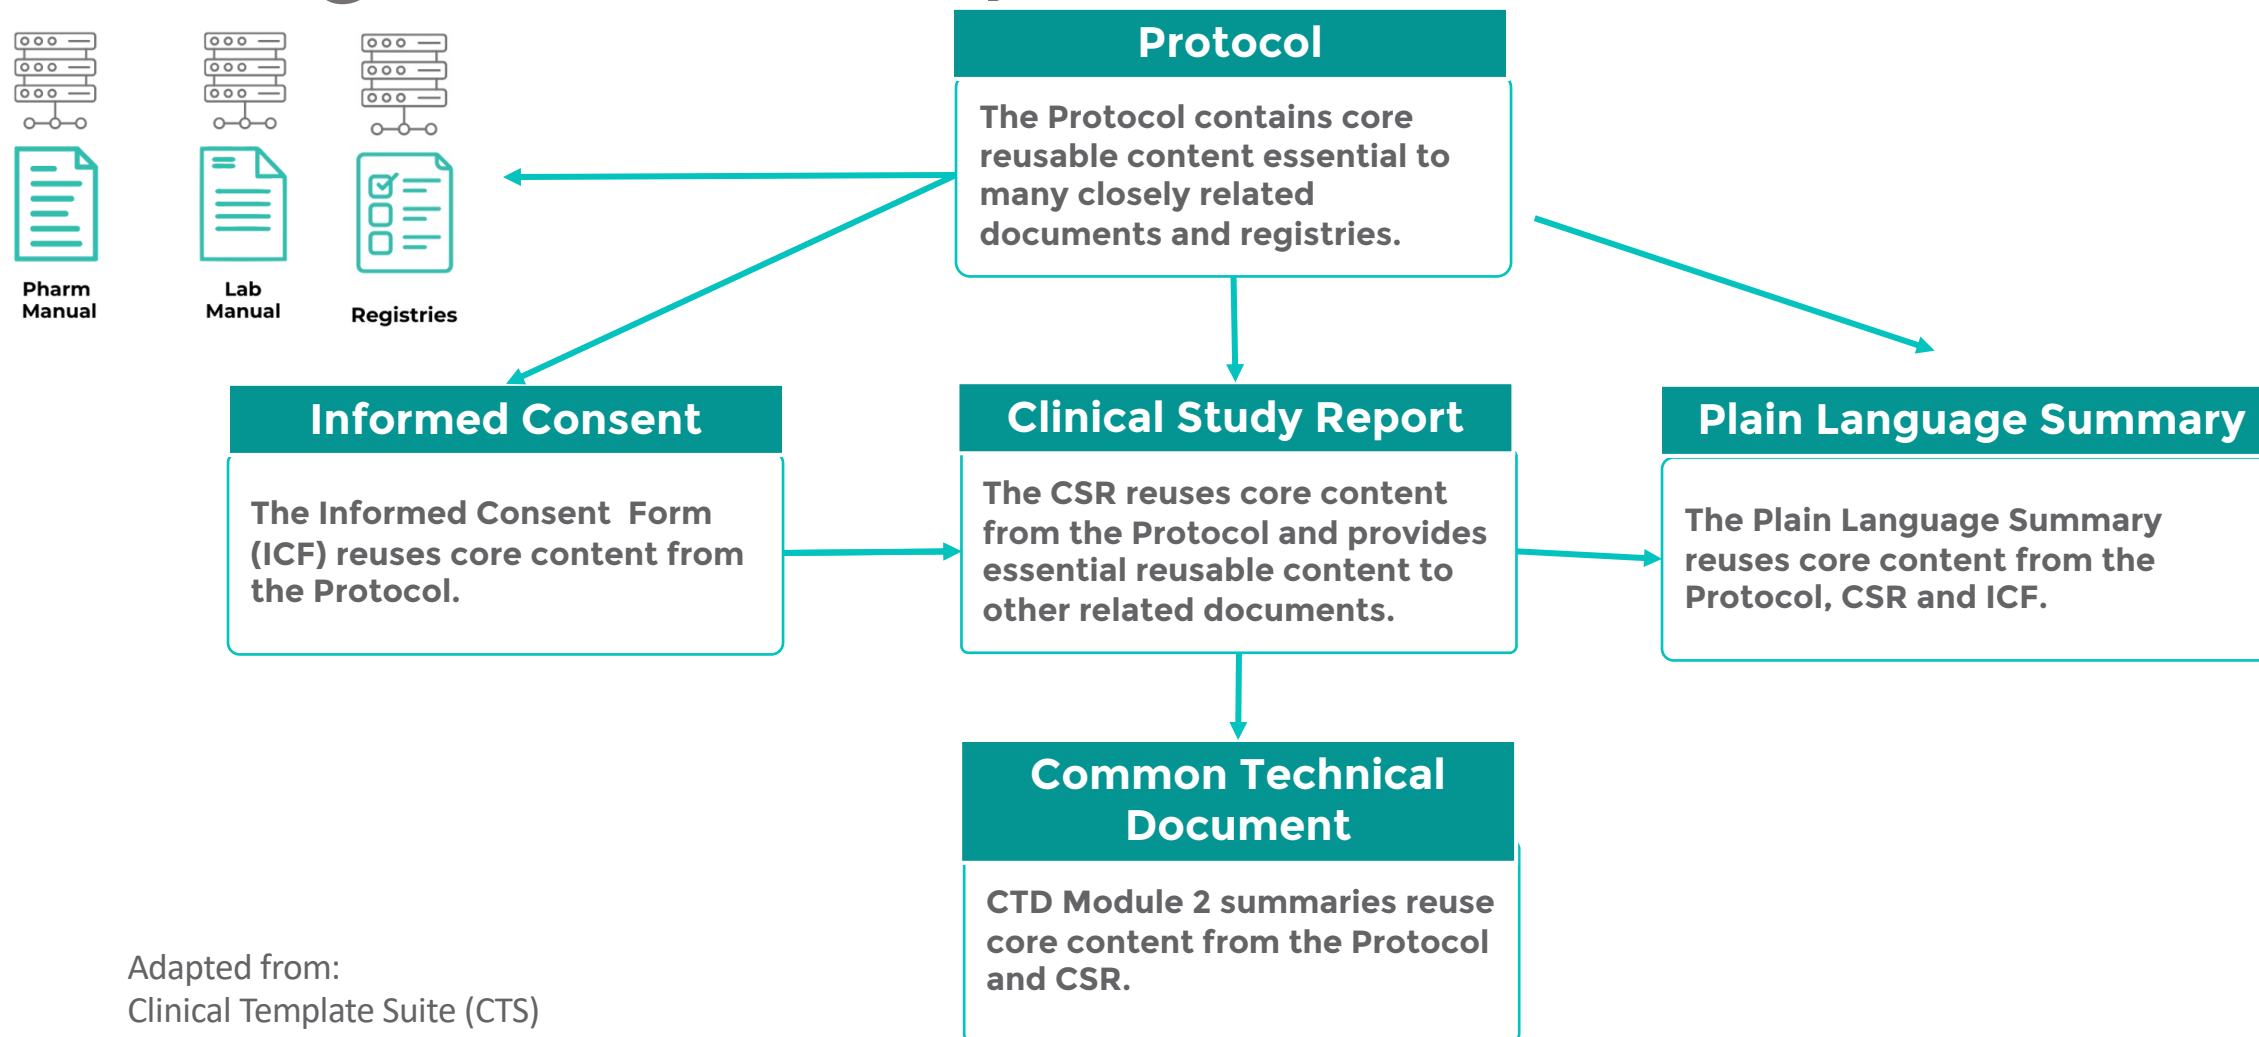 Protocol
The Protocol contains core
reusable content essential to
many closely related
documents and registries.
Pharm
Manual
Lab
Manual
Registries
Informed Consent
The Informed Consent  Form
(ICF) reuses core content from
the Protocol.
Clinical Study Report
The CSR reuses core content
from the Protocol and provides
essential reusable content to
other related documents.
Plain Language Summary
The Plain Language Summary
reuses core content from the
Protocol, CSR and ICF.
Common Technical
Document
CTD Module 2 summaries reuse
core content from the Protocol
and CSR.
Adapted from:
Clinical Template Suite (CTS)